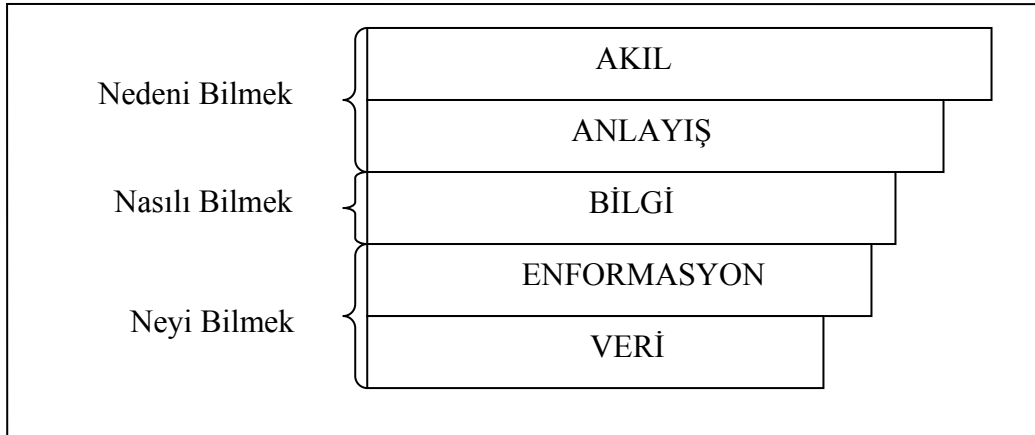 AKIL
Nedeni Bilmek
ANLAYIŞ
Nasılı Bilmek
BİLGİ
ENFORMASYON
Neyi Bilmek
VERİ